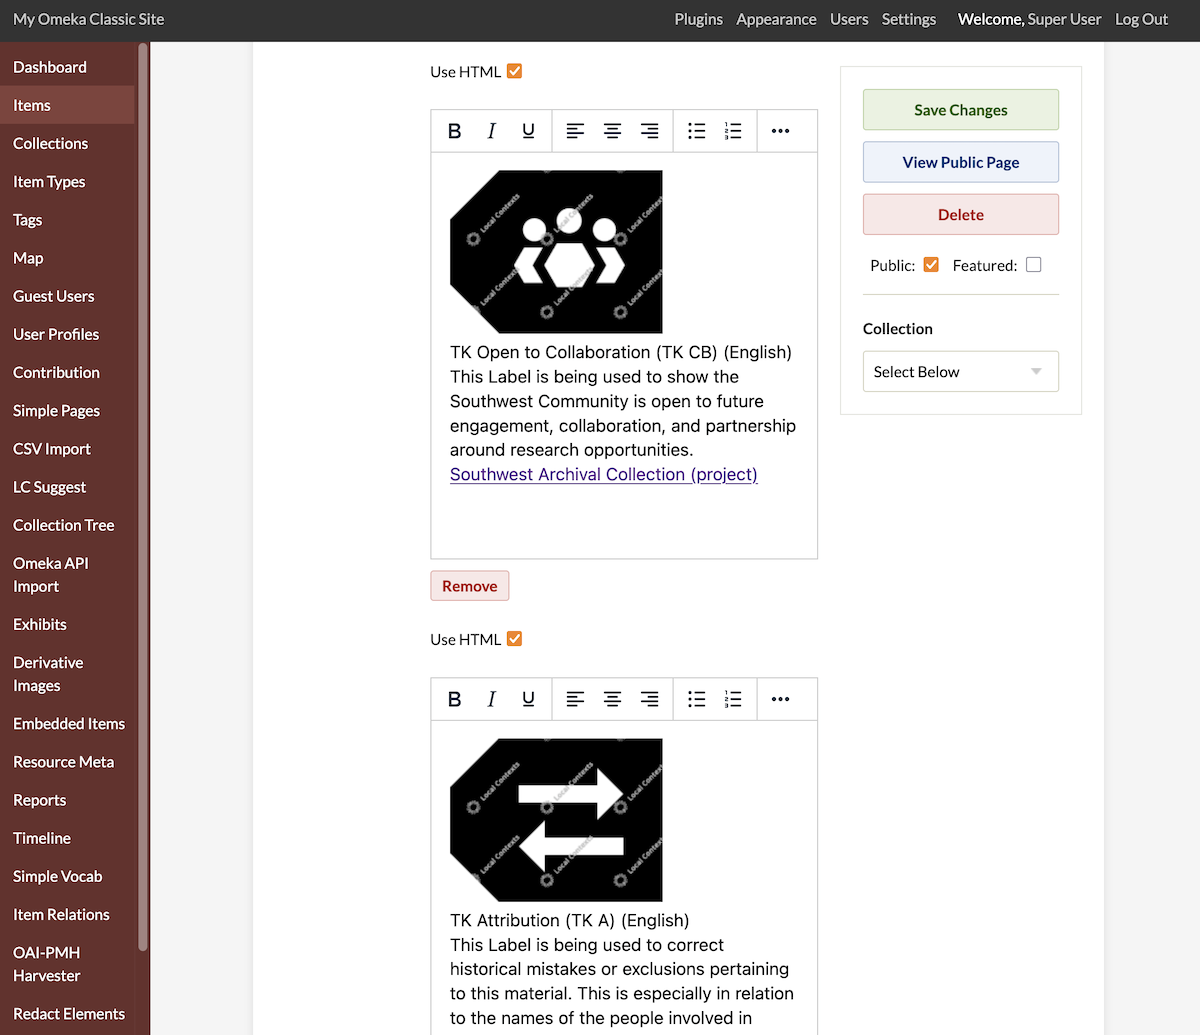 My Omeka Classic Site
Plugins Appearance Users Settings Welcome, Super User Log Out
Dashboard
Items
Collections
Item Types
Tags
Map
Guest Users
User Profiles
Contribution
Simple Pages
CSV Import
LC Suggest
Collection Tree
Omeka API
Import
Exhibits
Derivative
Images
Embedded Items
Resource Meta
Reports
Timeline
Simple Vocab
Item Relations
OAI-PMH
Harvester
Redact Elements
Use HTML
B I U
Local Contexts
Local Contexts
Local Contexts
Local Contexts
Local Contexts
Local Contexts
TK Open to Collaboration (TK CB) (English)
This Label is being used to show the
Southwest Community is open to future
engagement, collaboration, and partnership
around research opportunities.
Southwest Archival Collection (project)
Remove
Use HTML
B I U
Local Contexts
Local Contexts
Local Contexts
Local Contexts
Local Contexts
Local Contexts
TK Attribution (TK A) (English)
This Label is being used to correct
historical mistakes or exclusions pertaining
to this material. This is especially in relation
to the names of the people involved in
Save Changes
View Public Page
Delete
Public: Featured:
Collection
Select Below